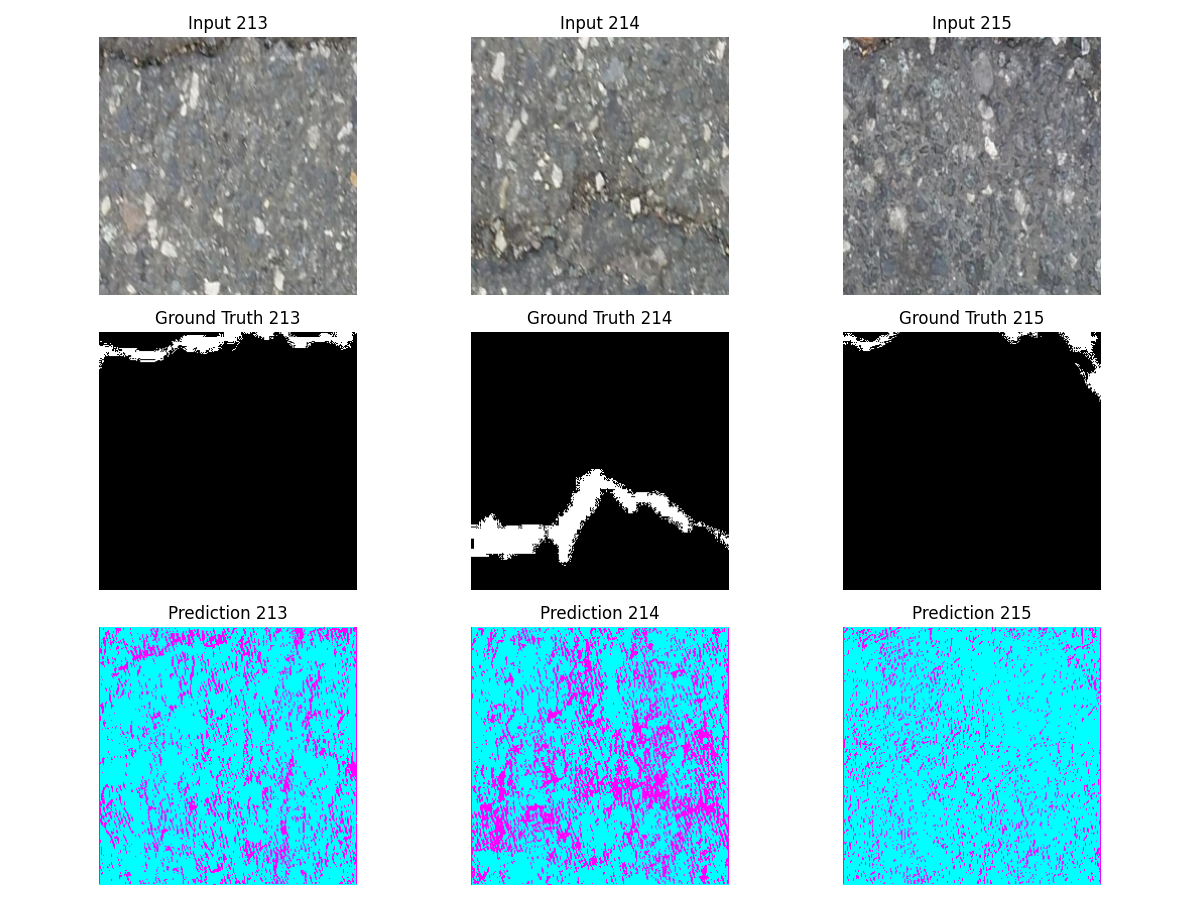 Input 213
Input 214
Input 215
Ground Truth 213
Ground Truth 214
Ground Truth 215
Prediction 213
Prediction 214
Prediction 215